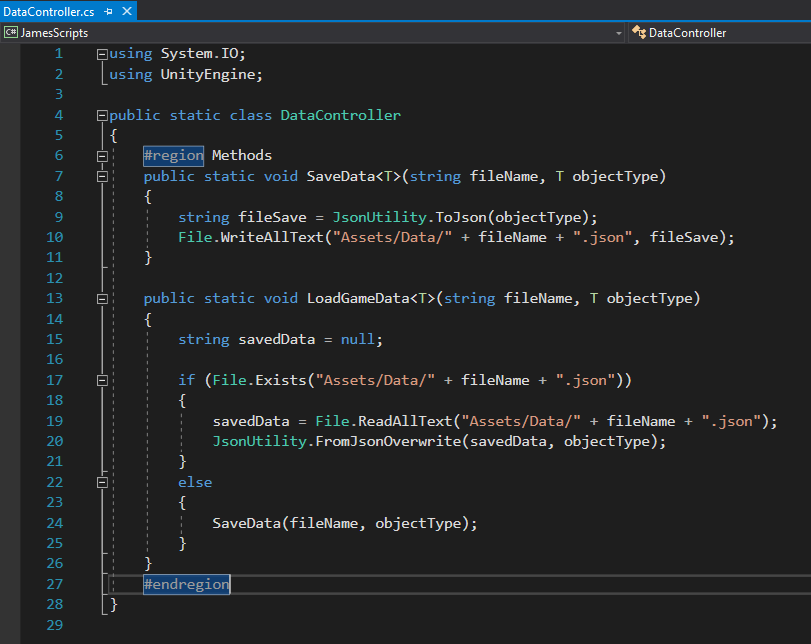 DataController.cs
C# JamesScripts
DataController
1 using System.IO;
2 using UnityEngine;
3
4 public static class DataController
5 {
6 #region Methods
7 public static void SaveData<T>(string fileName, T objectType)
8 {
9 string fileSave = JsonUtility.ToJson(objectType);
10 File.WriteAllText("Assets/Data/" + fileName + ".json", fileSave);
11 }
12
13 public static void LoadGameData<T>(string fileName, T objectType)
14 {
15 string savedData = null;
16
17 if (File.Exists("Assets/Data/" + fileName + ".json"))
18 {
19 savedData = File.ReadAllText("Assets/Data/" + fileName + ".json");
20 JsonUtility.FromJsonOverwrite(savedData, objectType);
21 }
22 else
23 {
24 SaveData(fileName, objectType);
25 }
26 }
27 #endregion
28 }
29